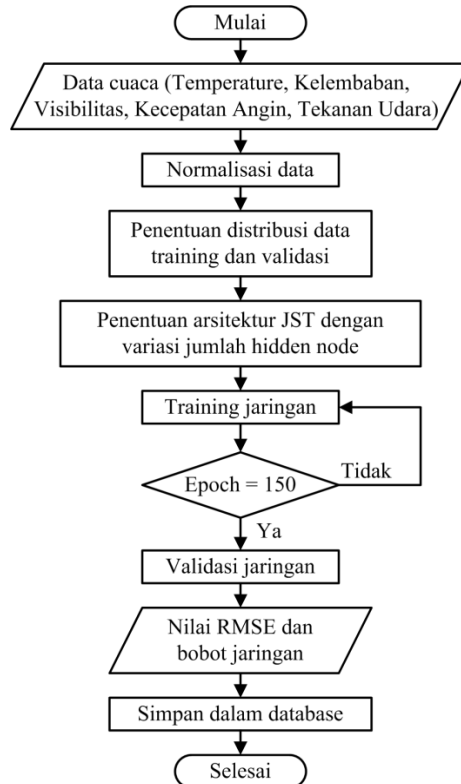 Mulai
Data cuaca (Temperature, Kelembaban,
Visibilitas, Kecepatan Angin, Tekanan Udara)
Normalisasi data
Penentuan distribusi data
training dan validasi
Penentuan arsitektur JST dengan
variasi jumlah hidden node
Training jaringan
Epoch = 150
Tidak
Ya
Validasi jaringan
Nilai RMSE dan
bobot jaringan
Simpan dalam database
Selesai